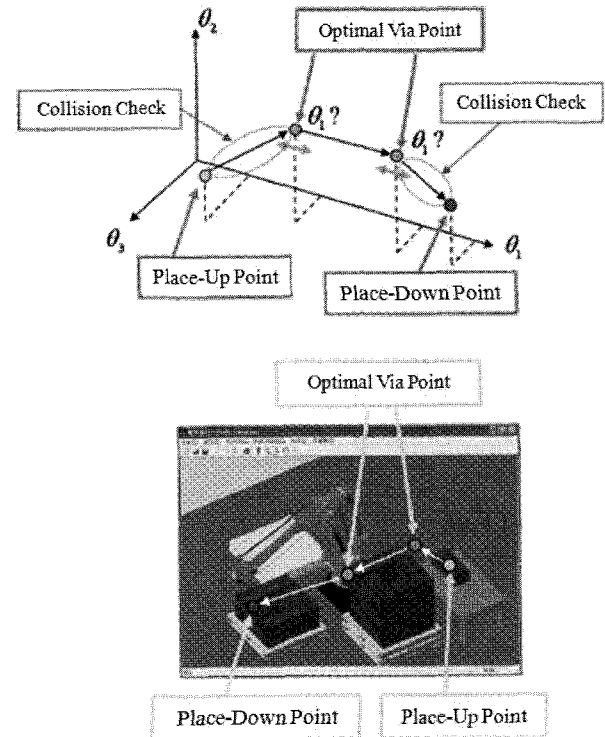 θ₂
Optimal Via Point
Collision Check
θ₁ ?
Collision Check
θ₁ ?
θ₃
θ₁
Place-Up Point
Place-Down Point
Optimal Via Point
Place-Down Point
Place-Up Point